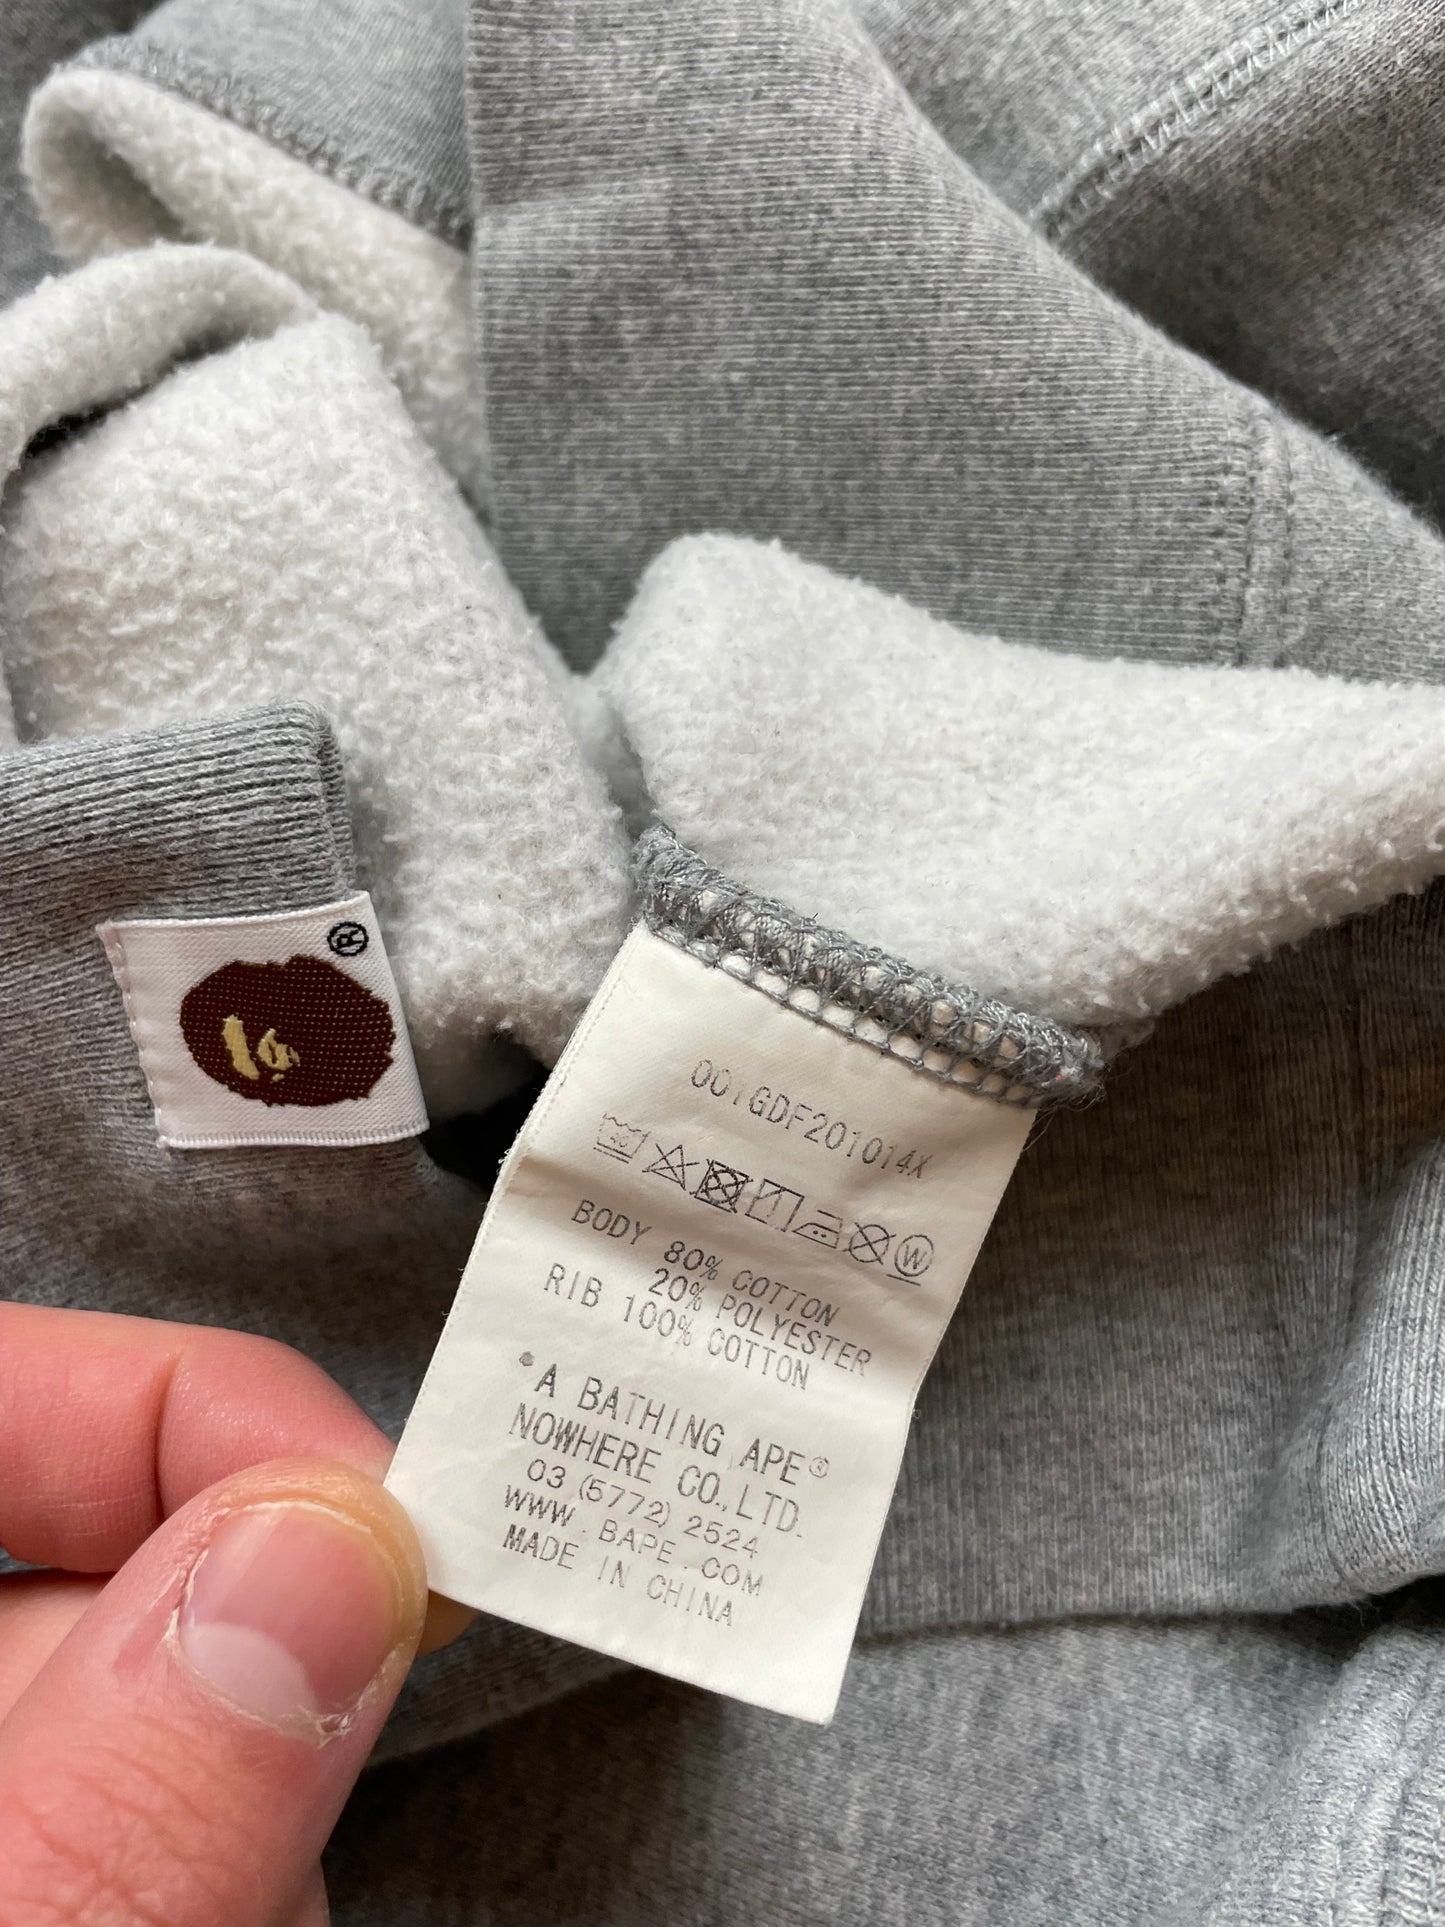 ®
001GDF201014X
40
W
BODY 80% COTTON
20% POLYESTER
RIB 100% COTTON
*A BATHING APE®
NOWHERE CO., LTD.
03 (5772) 2524
WWW.BAPE.COM
MADE IN CHINA